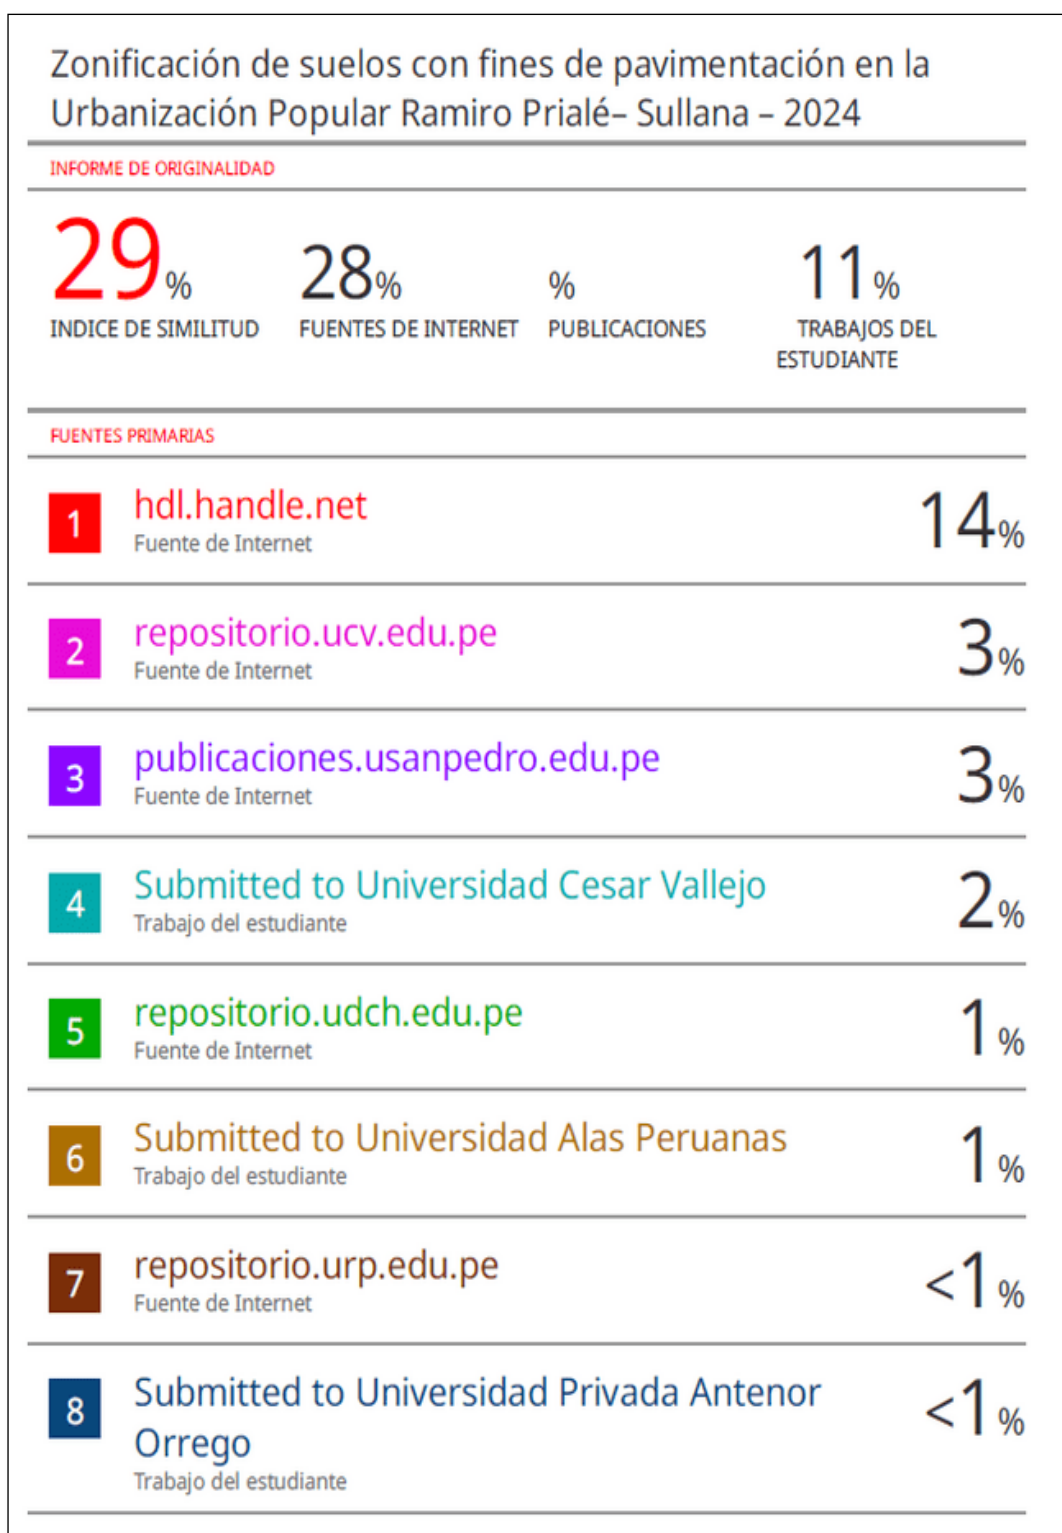 Zonificación de suelos con fines de pavimentación en la
Urbanización Popular Ramiro Prialé– Sullana – 2024
INFORME DE ORIGINALIDAD
29% 28% % 11%
INDICE DE SIMILITUD FUENTES DE INTERNET PUBLICACIONES TRABAJOS DEL
ESTUDIANTE
FUENTES PRIMARIAS
1 hdl.handle.net 14%
Fuente de Internet
2 repositorio.ucv.edu.pe 3%
Fuente de Internet
3 publicaciones.usanpedro.edu.pe 3%
Fuente de Internet
4 Submitted to Universidad Cesar Vallejo 2%
Trabajo del estudiante
5 repositorio.udch.edu.pe 1%
Fuente de Internet
6 Submitted to Universidad Alas Peruanas 1%
Trabajo del estudiante
7 repositorio.urp.edu.pe <1%
Fuente de Internet
8 Submitted to Universidad Privada Antenor <1%
Orrego
Trabajo del estudiante